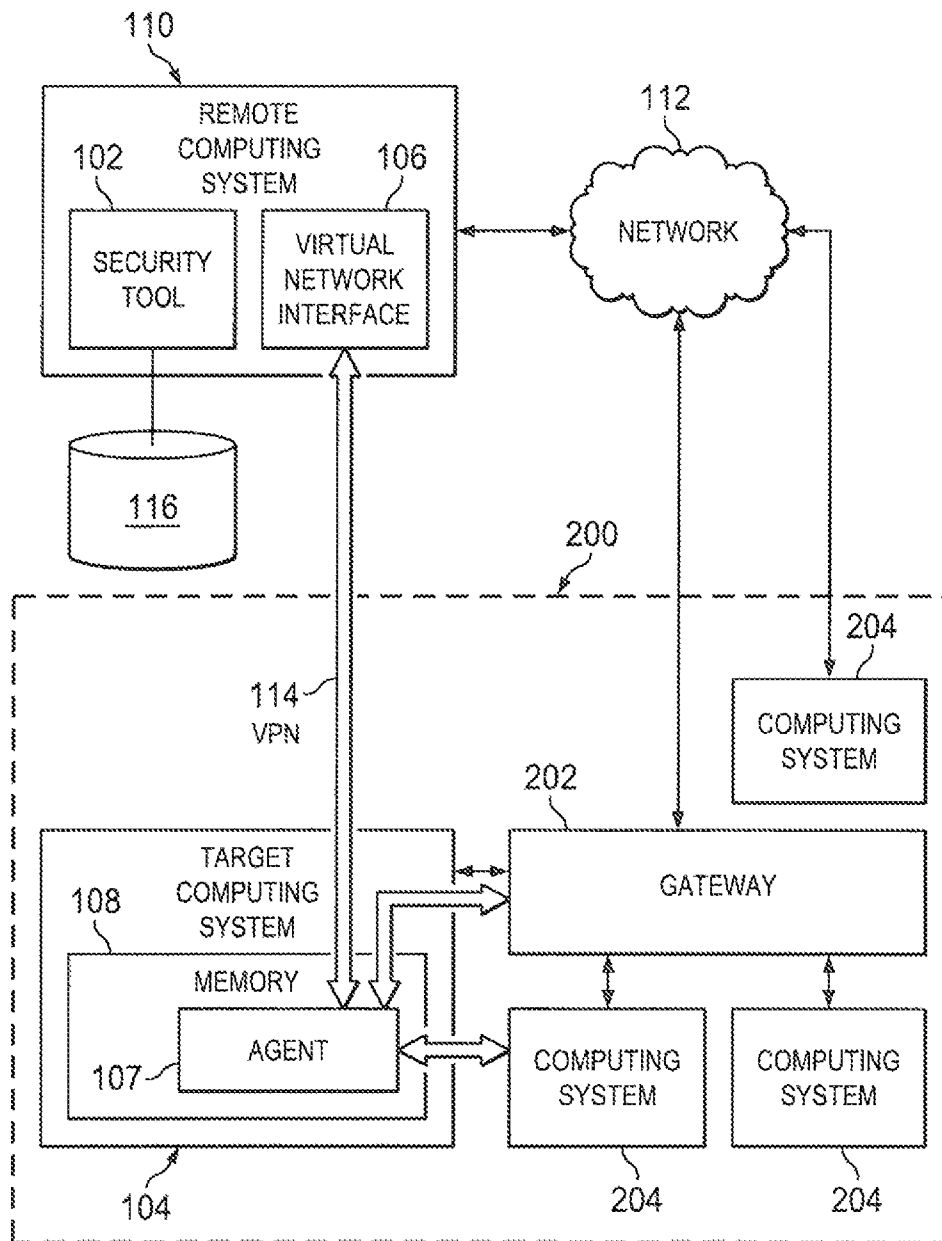 110
REMOTE
COMPUTING
SYSTEM
102
106
SECURITY
TOOL
VIRTUAL
NETWORK
INTERFACE
112
NETWORK
116
200
204
COMPUTING
SYSTEM
114
VPN
202
GATEWAY
TARGET
COMPUTING
SYSTEM
108
MEMORY
AGENT
107
COMPUTING
SYSTEM
COMPUTING
SYSTEM
104
204
204